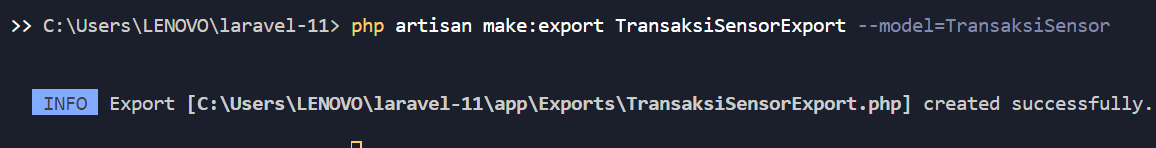 >> C:\Users\LENOVO\laravel-11> php artisan make:export TransaksiSensorExport --model=TransaksiSensor
INFO Export [C:\Users\LENOVO\laravel-11\app\Exports\TransaksiSensorExport.php] created successfully.